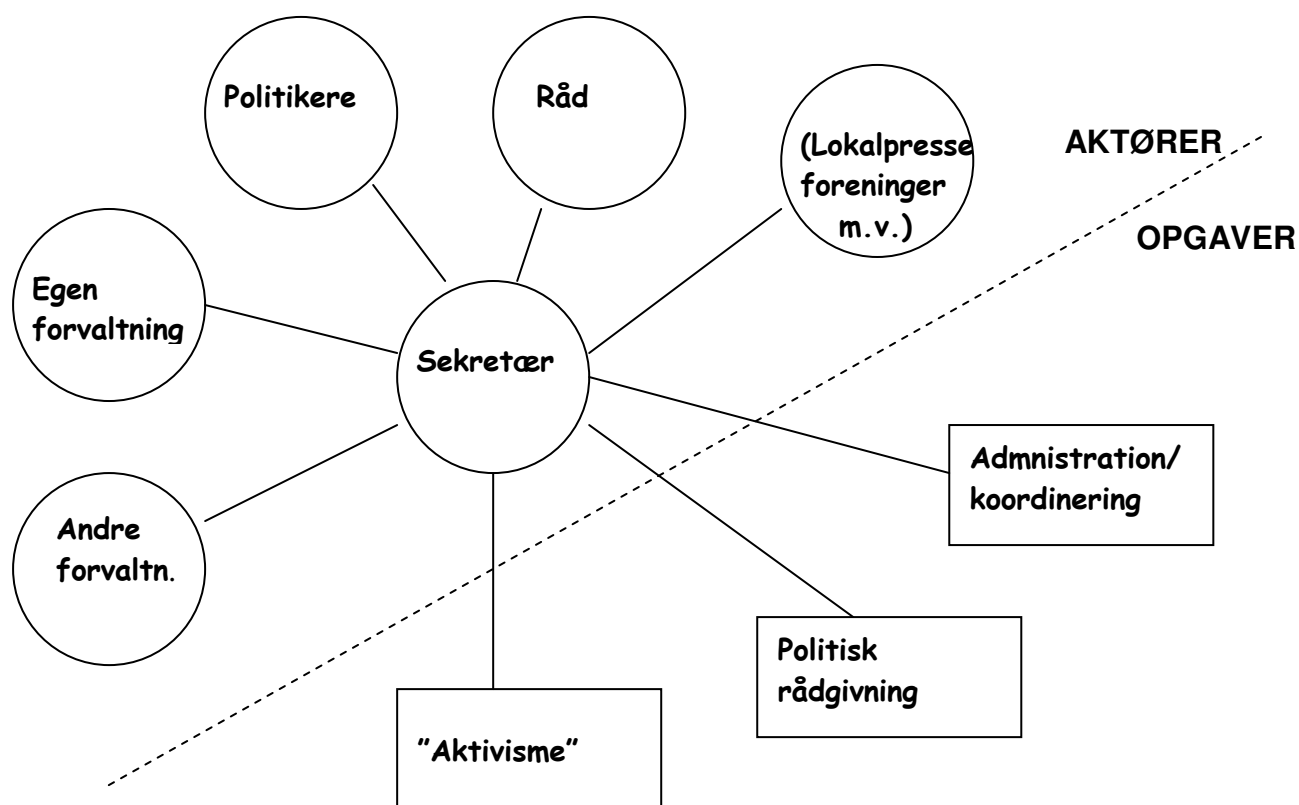 Politikere
Råd
(Lokalpresse
foreninger
m.v.)
AKTØRER
OPGAVER
Egen
forvaltning
Sekretær
Andre
forvaltn.
Admnistration/
koordinering
Politisk
rådgivning
”Aktivisme”